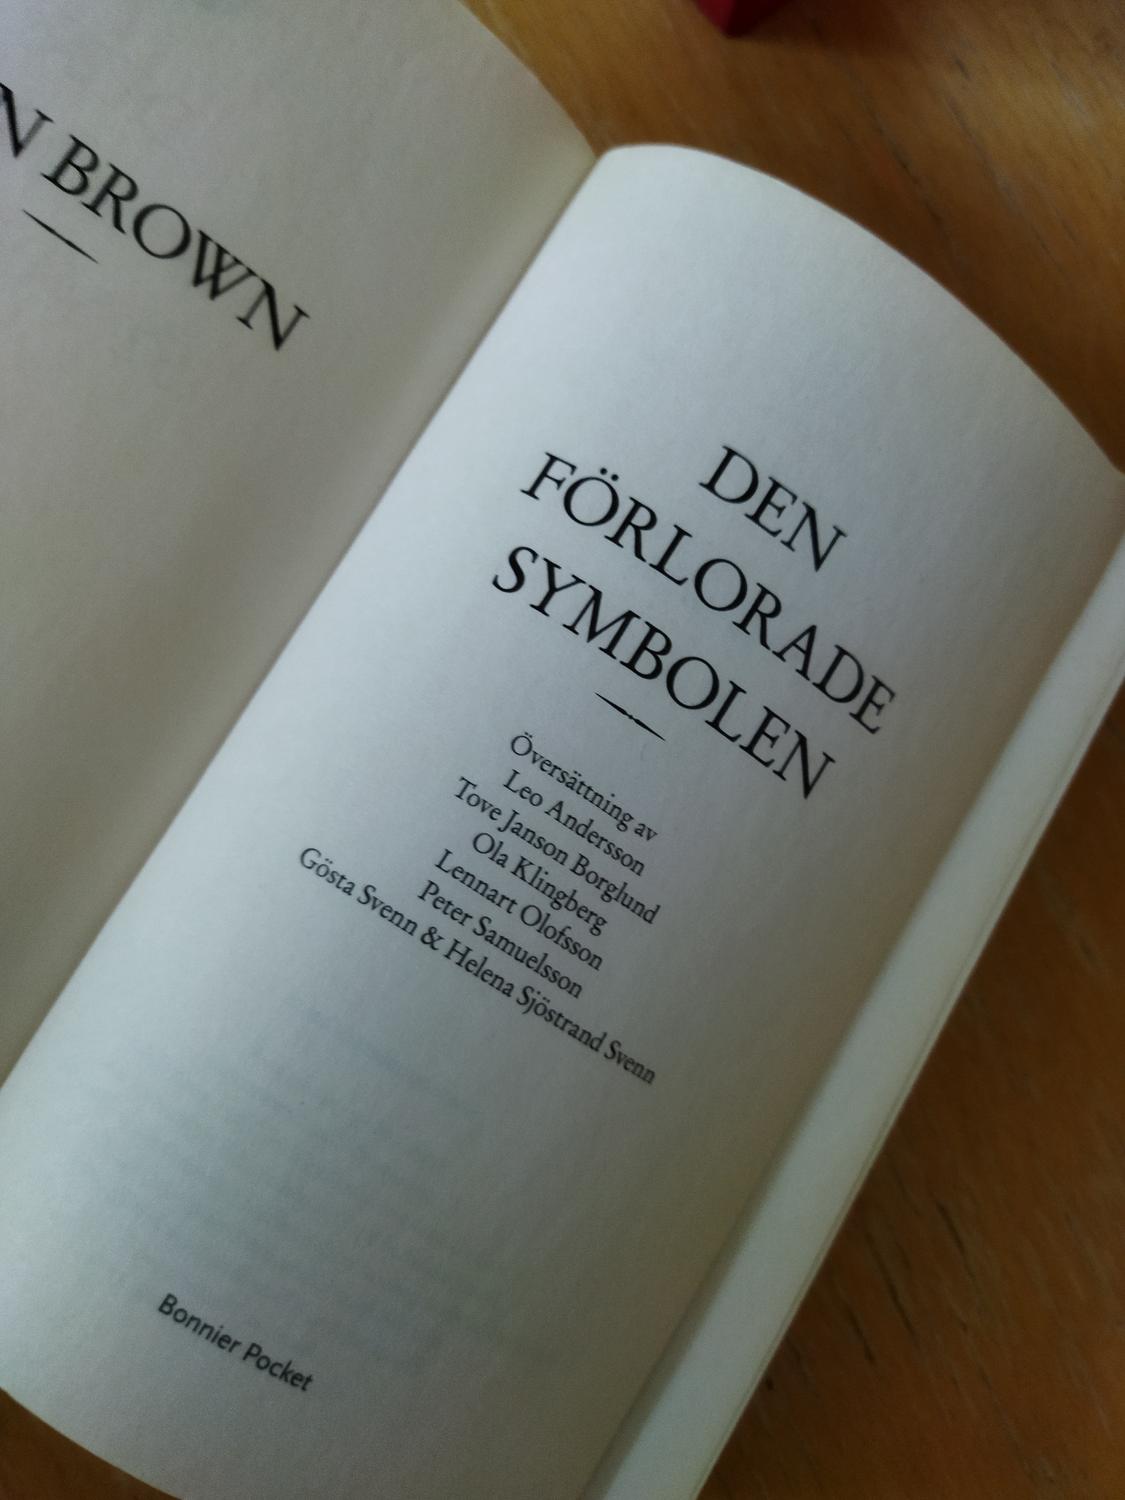 N BROWN
DEN
FÖRLORADE
SYMBOLEN
Översättning av
Leo Andersson
Tove Janson Borglund
Ola Klingberg
Lennart Olofsson
Peter Samuelsson
Gösta Svenn & Helena Sjöstrand Svenn
Bonnier Pocket